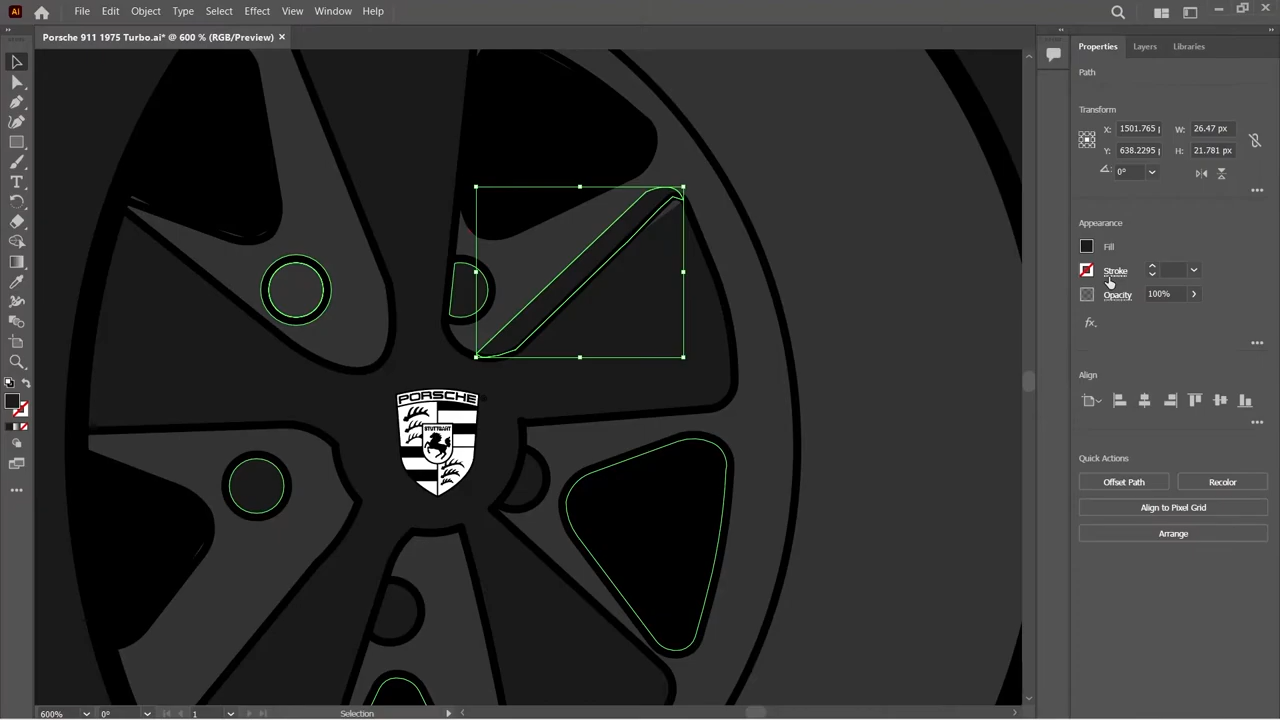 Ai File Edit Object Type Select Effect View Window Help
Porsche 911 1975 Turbo.ai* @ 600 % (RGB/Preview) ×
Properties Layers Libraries
Path
Transform
X: 1501.765 p W: 26.47 px
Y: 638.2295 p H: 21.781 px
0°
Appearance
Fill
Stroke
Opacity 100%
fx
Align
Quick Actions
Offset Path Recolor
Align to Pixel Grid
Arrange
PORSCHE
STUTTGART
600% 0° 1 Selection